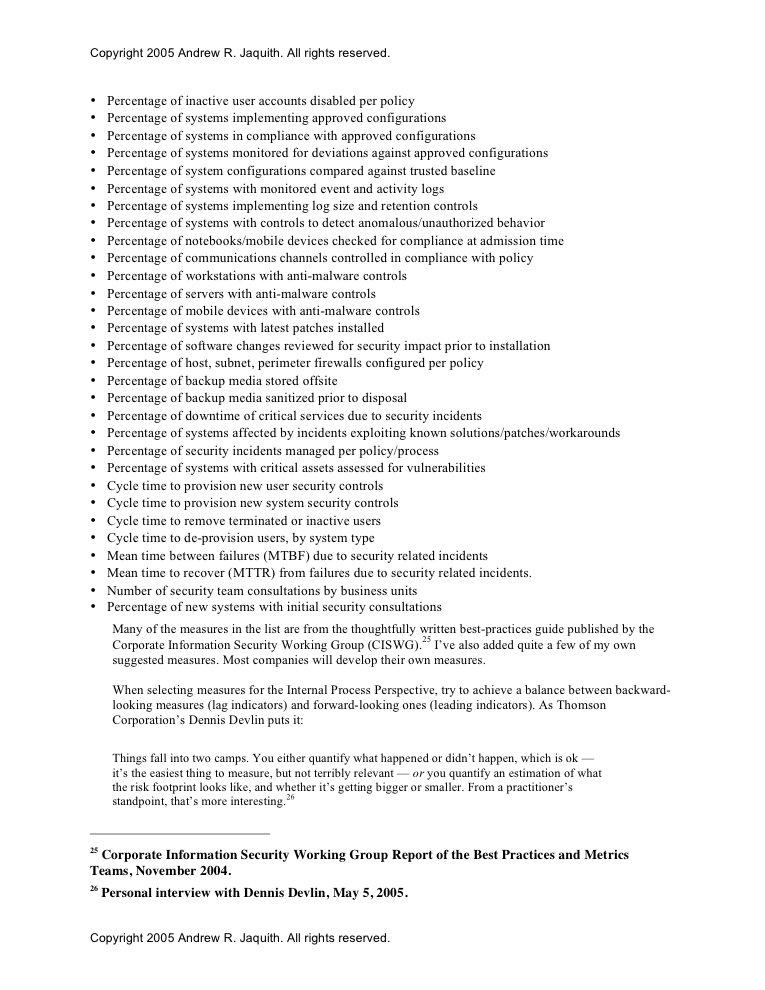 Copyright 2005 Andrew R. Jaquith. All rights reserved.
• Percentage of inactive user accounts disabled per policy
• Percentage of systems implementing approved configurations
• Percentage of systems in compliance with approved configurations
• Percentage of systems monitored for deviations against approved configurations
• Percentage of system configurations compared against trusted baseline
• Percentage of systems with monitored event and activity logs
• Percentage of systems implementing log size and retention controls
• Percentage of systems with controls to detect anomalous/unauthorized behavior
• Percentage of notebooks/mobile devices checked for compliance at admission time
• Percentage of communications channels controlled in compliance with policy
• Percentage of workstations with anti-malware controls
• Percentage of servers with anti-malware controls
• Percentage of mobile devices with anti-malware controls
• Percentage of systems with latest patches installed
• Percentage of software changes reviewed for security impact prior to installation
• Percentage of host, subnet, perimeter firewalls configured per policy
• Percentage of backup media stored offsite
• Percentage of backup media sanitized prior to disposal
• Percentage of downtime of critical services due to security incidents
• Percentage of systems affected by incidents exploiting known solutions/patches/workarounds
• Percentage of security incidents managed per policy/process
• Percentage of systems with critical assets assessed for vulnerabilities
• Cycle time to provision new user security controls
• Cycle time to provision new system security controls
• Cycle time to remove terminated or inactive users
• Cycle time to de-provision users, by system type
• Mean time between failures (MTBF) due to security related incidents
• Mean time to recover (MTTR) from failures due to security related incidents.
• Number of security team consultations by business units
• Percentage of new systems with initial security consultations
Many of the measures in the list are from the thoughtfully written best-practices guide published by the
Corporate Information Security Working Group (CISWG).25 I've also added quite a few of my own
suggested measures. Most companies will develop their own measures.
When selecting measures for the Internal Process Perspective, try to achieve a balance between backward-
looking measures (lag indicators) and forward-looking ones (leading indicators). As Thomson
Corporation's Dennis Devlin puts it:
Things fall into two camps. You either quantify what happened or didn't happen, which is ok —
it's the easiest thing to measure, but not terribly relevant — or you quantify an estimation of what
the risk footprint looks like, and whether it's getting bigger or smaller. From a practitioner's
standpoint, that's more interesting.26
25 Corporate Information Security Working Group Report of the Best Practices and Metrics
Teams, November 2004.
26 Personal interview with Dennis Devlin, May 5, 2005.
Copyright 2005 Andrew R. Jaquith. All rights reserved.